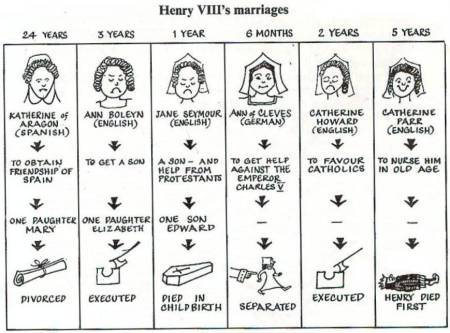 Henry VIII's marriages
24 YEARS
3 YEARS
1 YEAR
6 MONTHS
2 YEARS
5 YEARS
KATHERINE of
ARAGON
(SPANISH)
TO OBTAIN
FRIENDSHIP OF
SPAIN
ONE DAUGHTER
MARY
DIVORCED
ANN BOLEYN
(ENGLISH)
TO GET A SON
ONE DAUGHTER
ELIZABETH
EXECUTED
JANE SEYMOUR
(ENGLISH)
A SON - AND
HELP FROM
PROTESTANTS
ONE SON
EDWARD
DIED IN
CHILDBIRTH
ANN of CLEVES
(GERMAN)
TO GET HELP
AGAINST THE
EMPEROR
CHARLES V
–
SEPARATED
CATHERINE
HOWARD
(ENGLISH)
TO FAVOUR
CATHOLICS
–
EXECUTED
CATHERINE
PARR
(ENGLISH)
TO NURSE HIM
IN OLD AGE
–
HENRY DIED
FIRST